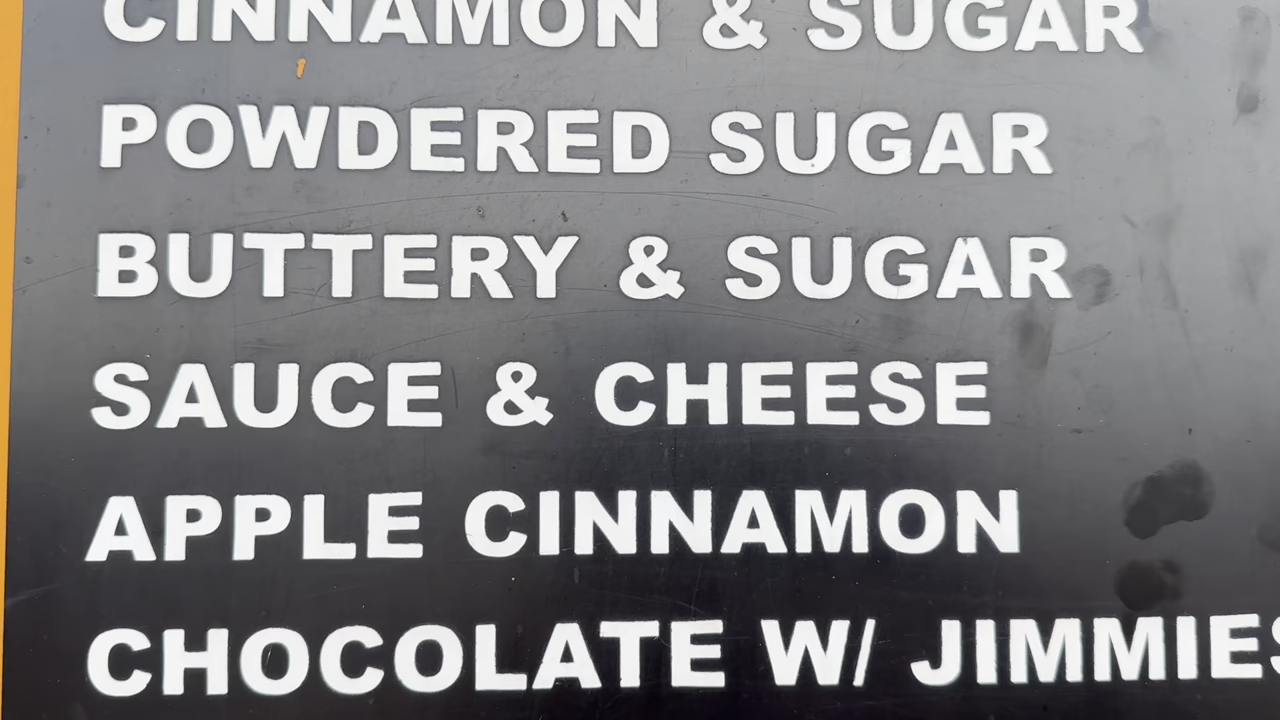 CINNAMON & SUGAR
POWDERED SUGAR
BUTTERY & SUGAR
SAUCE & CHEESE
APPLE CINNAMON
CHOCOLATE W/ JIMMIES